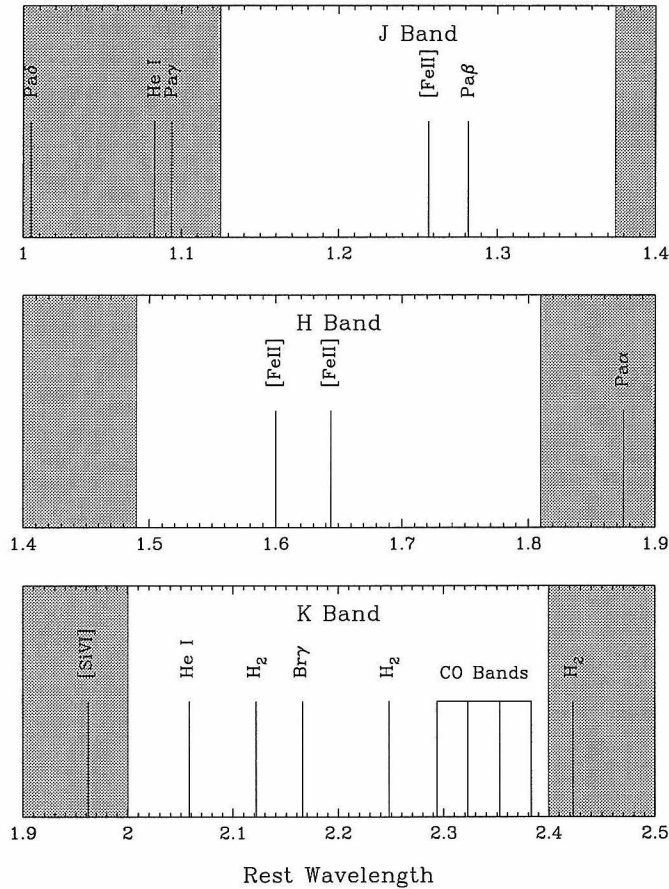 J Band
Paδ
He I
Paγ
[FeII]
Paβ
1
1.1
1.2
1.3
1.4
H Band
[FeII]
[FeII]
Paα
1.4
1.5
1.6
1.7
1.8
1.9
K Band
[SiVI]
He I
H₂
Brγ
H₂
CO Bands
H₂
1.9
2
2.1
2.2
2.3
2.4
2.5
Rest Wavelength